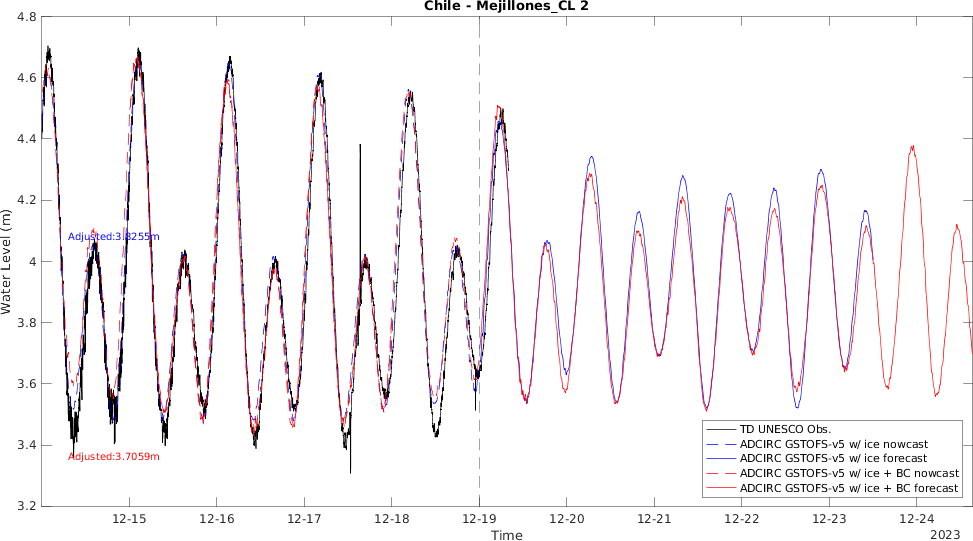 Chile - Mejillones_CL 2
4.8
4.6
4.4
4.2
4
3.8
3.6
3.4
3.2
Water Level (m)
Adjusted:3.8255m
Adjusted:3.7059m
TD UNESCO Obs.
ADCIRC GSTOFS-v5 w/ ice nowcast
ADCIRC GSTOFS-v5 w/ ice forecast
ADCIRC GSTOFS-v5 w/ ice + BC nowcast
ADCIRC GSTOFS-v5 w/ ice + BC forecast
12-15 12-16 12-17 12-18 12-19 12-20 12-21 12-22 12-23 12-24
Time
2023